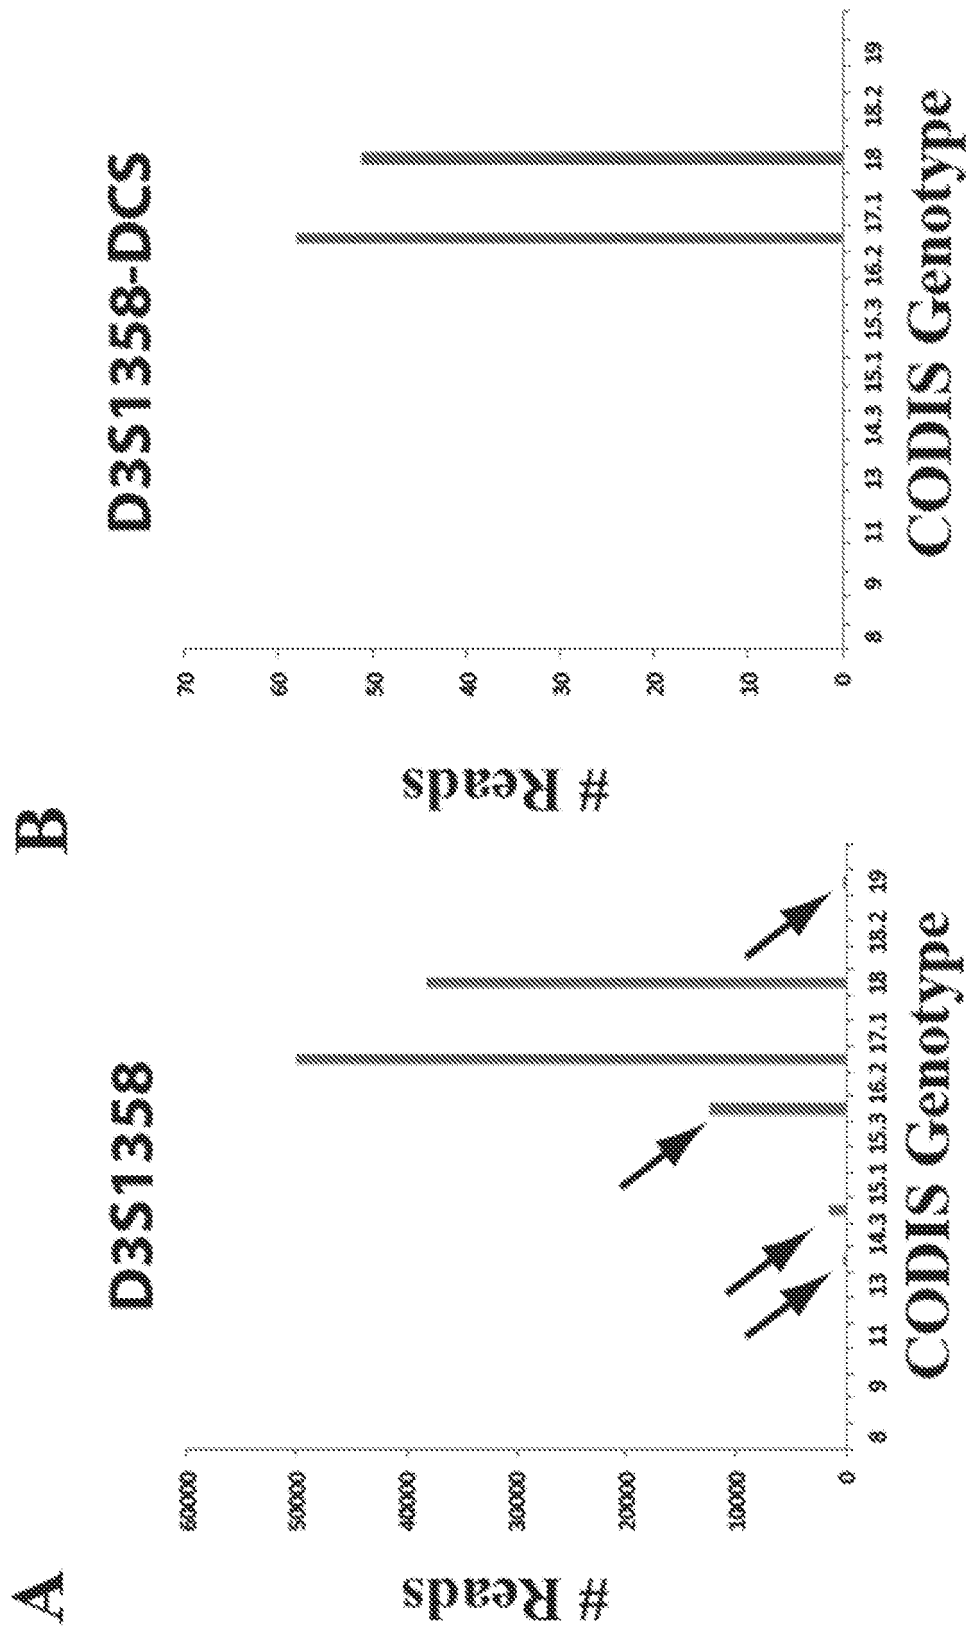 A
D3S1358
# Reads
60000
50000
40000
30000
20000
10000
0
8 9 11 13 14.3 15.1 15.3 16.2 17.1 18 18.2 19
CODIS Genotype
B
D3S1358-DCS
# Reads
70
60
50
40
30
20
10
0
8 9 11 13 14.3 15.1 15.3 16.2 17.1 18 18.2 19
CODIS Genotype